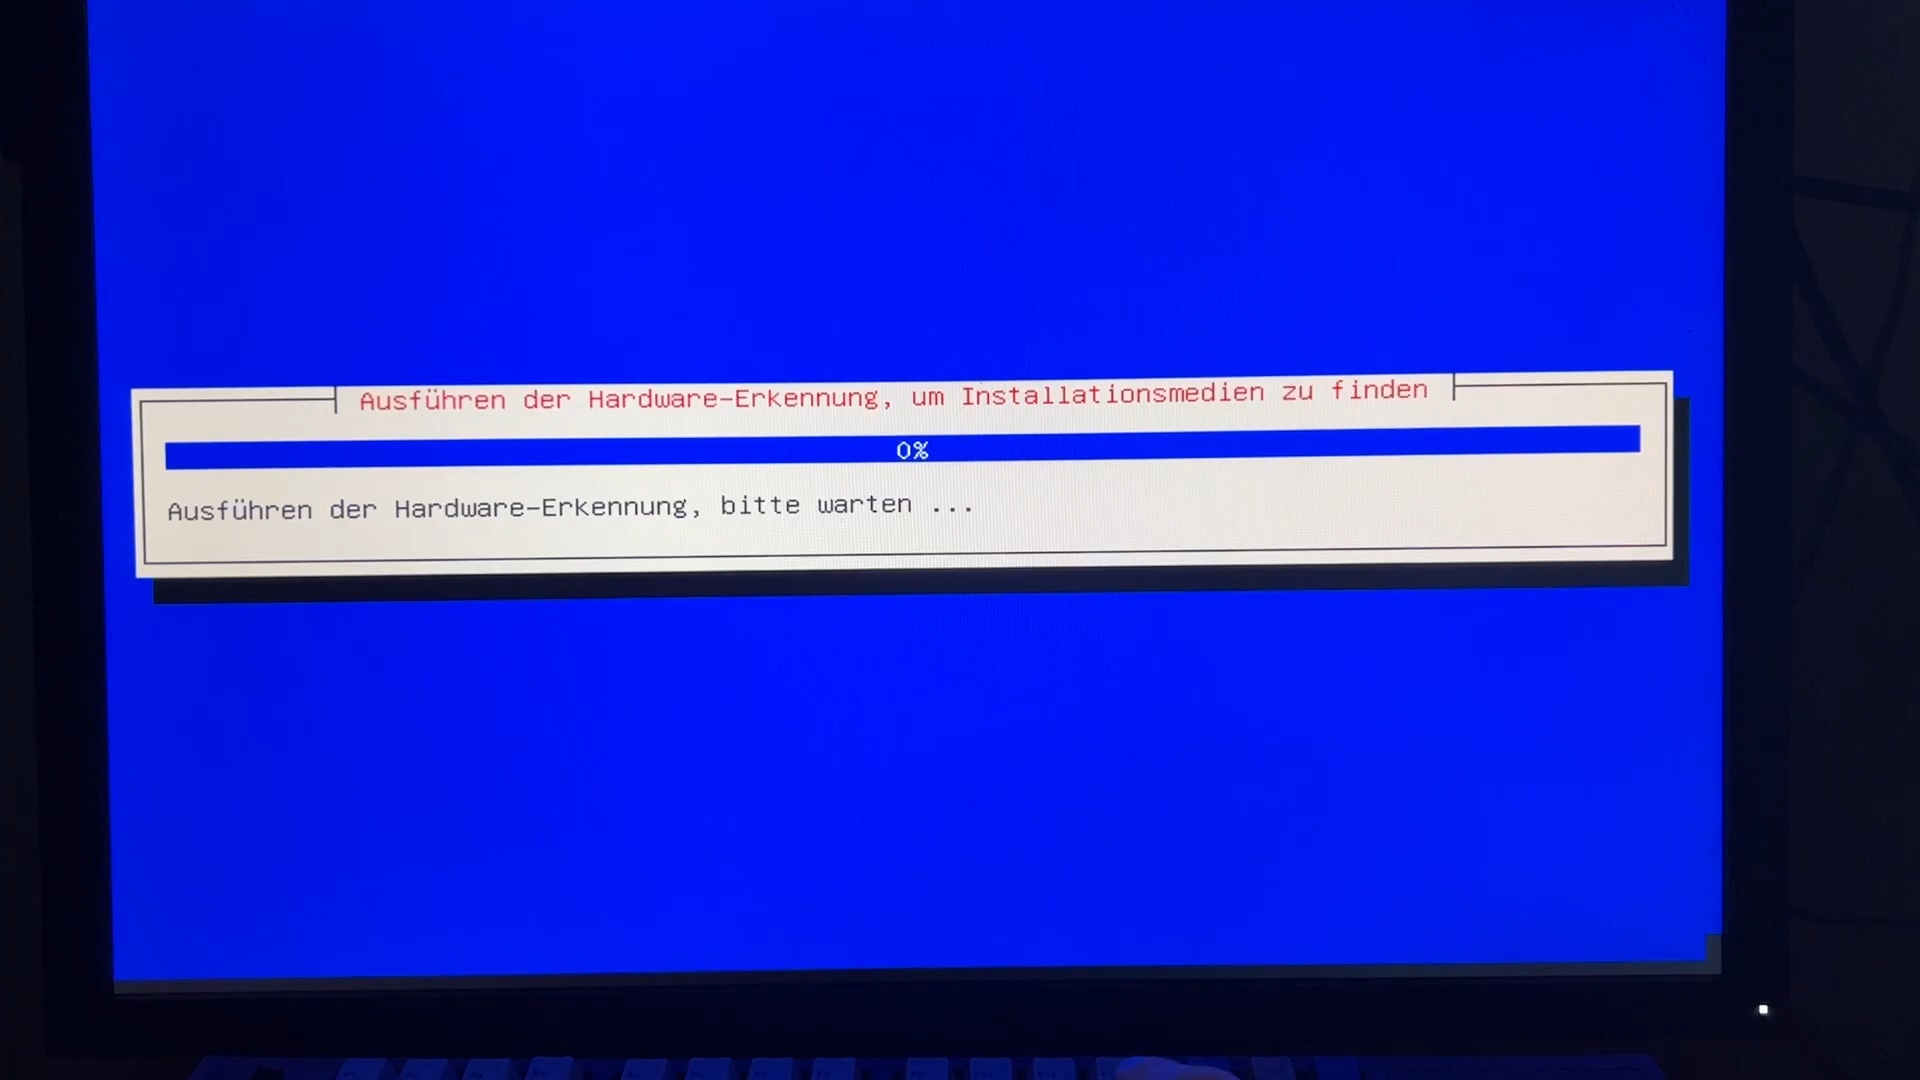 Ausführen der Hardware-Erkennung, um Installationsmedien zu finden
0%
Ausführen der Hardware-Erkennung, bitte warten ...